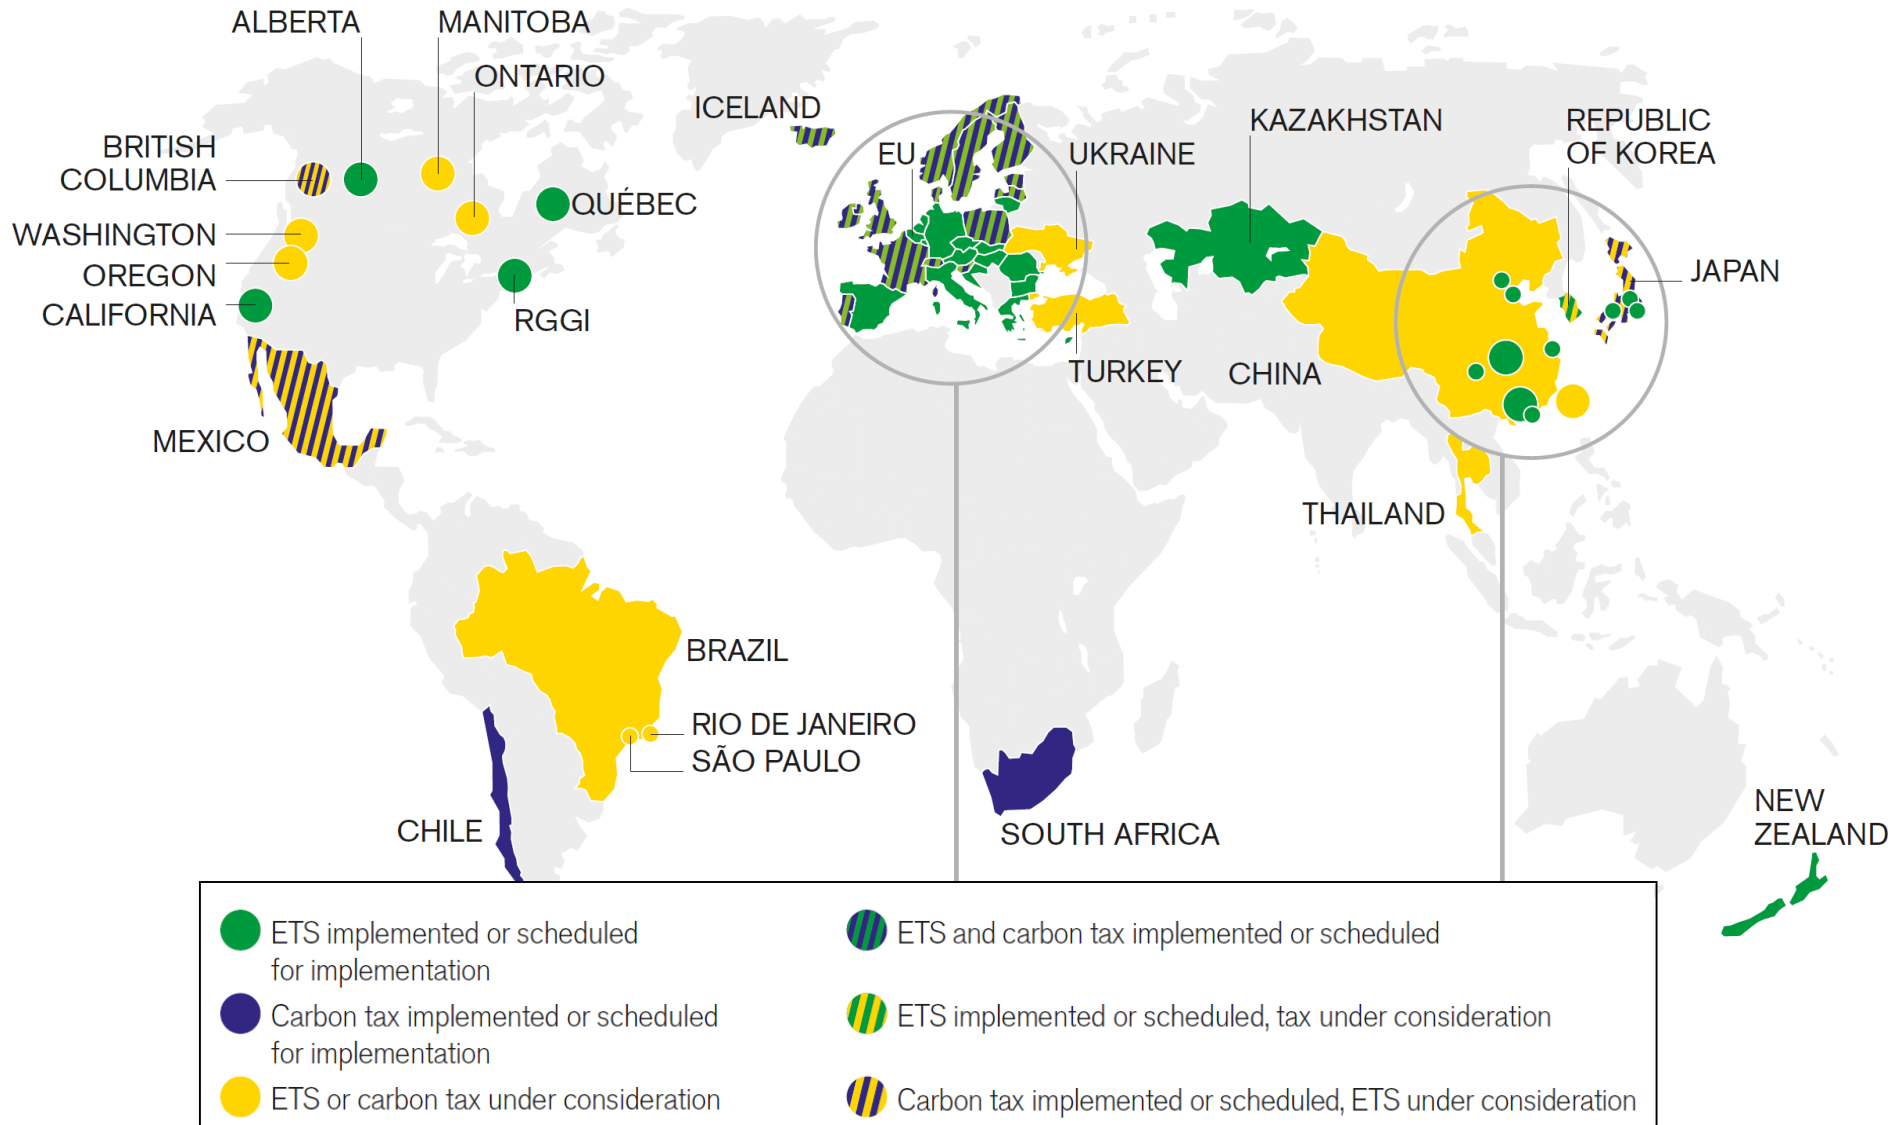 ALBERTA
MANITOBA
ONTARIO
ICELAND
KAZAKHSTAN
REPUBLIC
OF KOREA
BRITISH
COLUMBIA
EU
UKRAINE
QUÉBEC
WASHINGTON
OREGON
CALIFORNIA
RGGI
JAPAN
TURKEY
CHINA
MEXICO
THAILAND
BRAZIL
RIO DE JANEIRO
SÃO PAULO
CHILE
SOUTH AFRICA
NEW
ZEALAND
ETS implemented or scheduled
for implementation
Carbon tax implemented or scheduled
for implementation
ETS or carbon tax under consideration
ETS and carbon tax implemented or scheduled
ETS implemented or scheduled, tax under consideration
Carbon tax implemented or scheduled, ETS under consideration